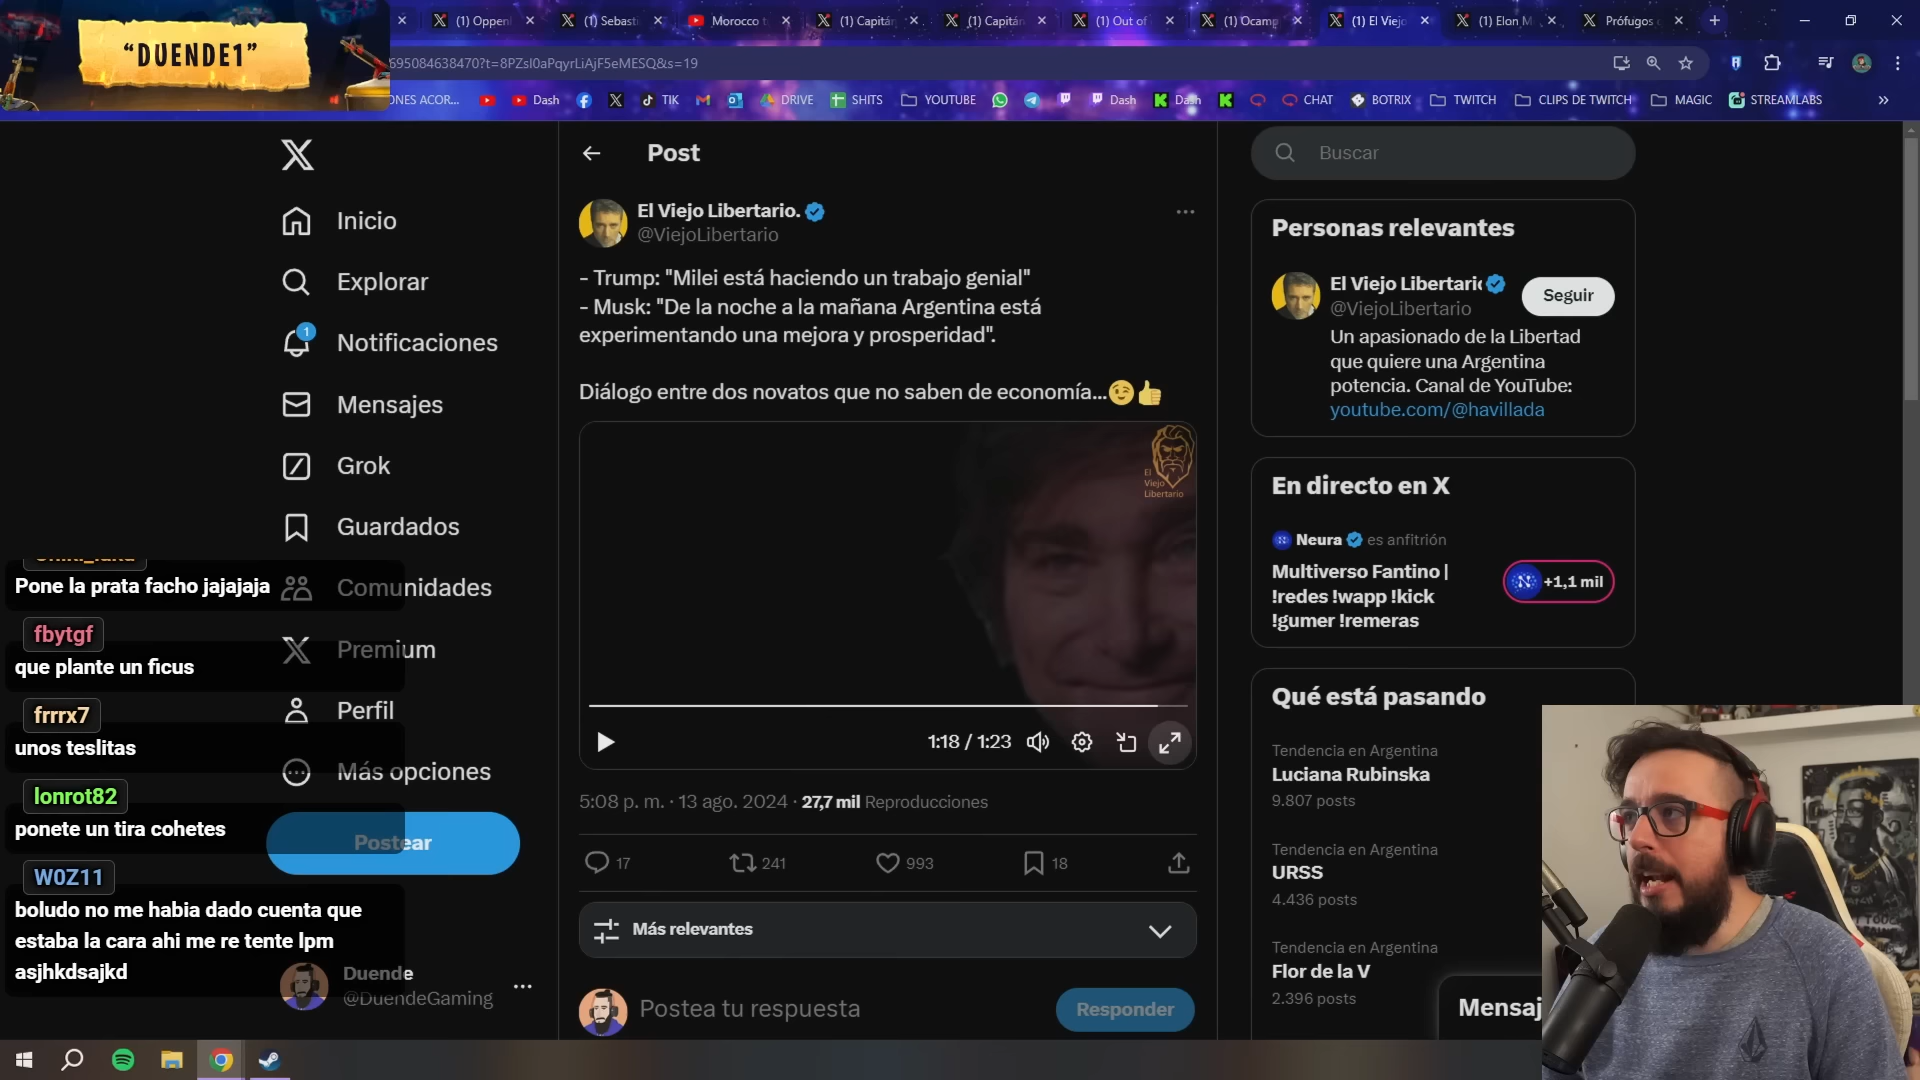 "DUENDE1"
(1) Oppen
(1) Sebasti
Morocco t
(1) Capitán
(1) Capitán
(1) Out of
(1) Ocamp
(1) El Viejo
(1) Elon M
Prófugos
695084638470?t=8PZsl0aPqyrLiAjF5eMESQ&s=19
ONES ACOR...
Dash
TIK
DRIVE
SHITS
YOUTUBE
Dash
Dash
CHAT
BOTRIX
TWITCH
CLIPS DE TWITCH
MAGIC
STREAMLABS
Inicio
Explorar
1
Notificaciones
Mensajes
Grok
Guardados
Comunidades
Premium
Perfil
Más opciones
Postear
Duende
@DuendeGaming
Pone la prata facho jajajaja
fbytgf
que plante un ficus
frrrx7
unos teslitas
lonrot82
ponete un tira cohetes
W0Z11
boludo no me habia dado cuenta que
estaba la cara ahi me re tente lpm
asjhkdsajkd
Post
El Viejo Libertario.
@ViejoLibertario
- Trump: "Milei está haciendo un trabajo genial"
- Musk: "De la noche a la mañana Argentina está
experimentando una mejora y prosperidad".
Diálogo entre dos novatos que no saben de economía...😉👍
El
Viejo
Libertario
1:18 / 1:23
5:08 p. m. · 13 ago. 2024 · 27,7 mil Reproducciones
17
241
993
18
Más relevantes
Postea tu respuesta
Responder
Buscar
Personas relevantes
El Viejo Libertario
@ViejoLibertario
Seguir
Un apasionado de la Libertad
que quiere una Argentina
potencia. Canal de YouTube:
youtube.com/@havillada
En directo en X
Neura es anfitrión
Multiverso Fantino |
!redes !wapp !kick
!gumer !remeras
+1,1 mil
Qué está pasando
Tendencia en Argentina
Luciana Rubinska
9.807 posts
Tendencia en Argentina
URSS
4.436 posts
Tendencia en Argentina
Flor de la V
2.396 posts
Mensaj